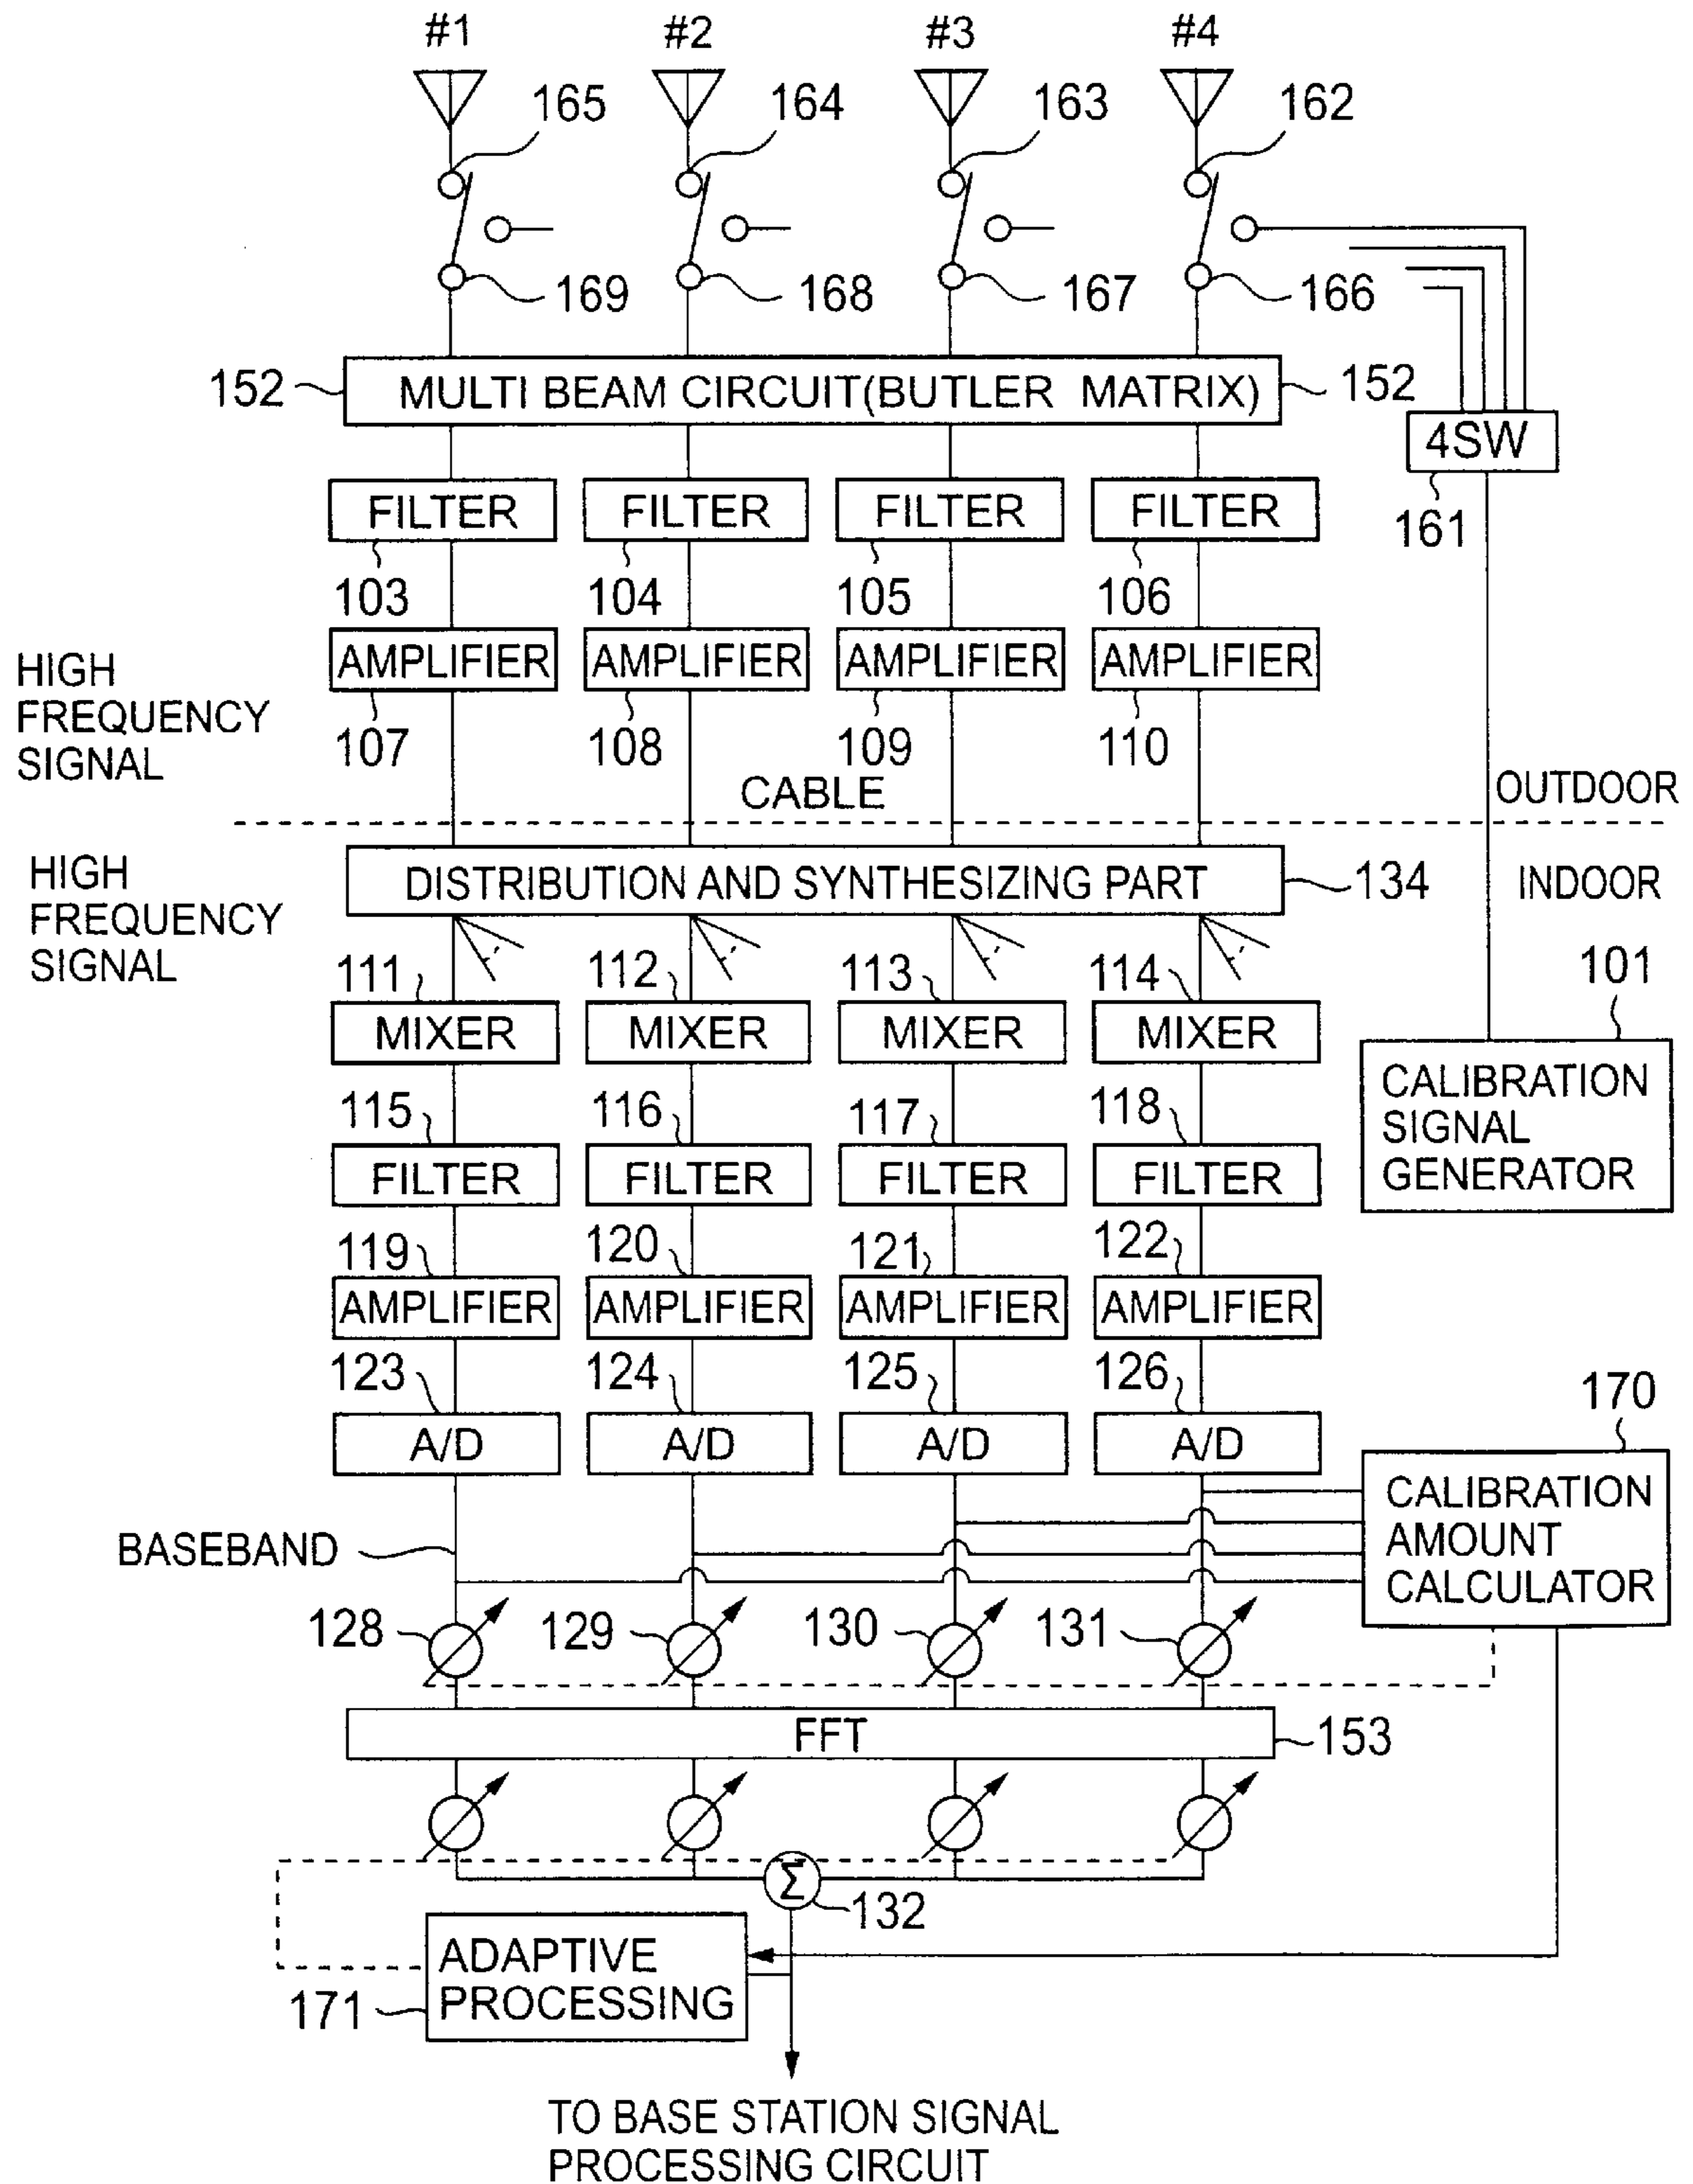 #1 #2 #3 #4
165 164 163 162
169 168 167 166
152 MULTI BEAM CIRCUIT(BUTLER MATRIX) 152
4SW
161
FILTER FILTER FILTER FILTER
103 104 105 106
AMPLIFIER AMPLIFIER AMPLIFIER AMPLIFIER
107 108 109 110
HIGH
FREQUENCY
SIGNAL
CABLE
OUTDOOR
HIGH
FREQUENCY
SIGNAL
DISTRIBUTION AND SYNTHESIZING PART 134
INDOOR
111 112 113 114
MIXER MIXER MIXER MIXER
101
CALIBRATION
SIGNAL
GENERATOR
115 116 117 118
FILTER FILTER FILTER FILTER
119 120 121 122
AMPLIFIER AMPLIFIER AMPLIFIER AMPLIFIER
123 124 125 126
A/D A/D A/D A/D
170
CALIBRATION
AMOUNT
CALCULATOR
BASEBAND
128 129 130 131
FFT 153
Σ
132
ADAPTIVE
PROCESSING
171
TO BASE STATION SIGNAL
PROCESSING CIRCUIT